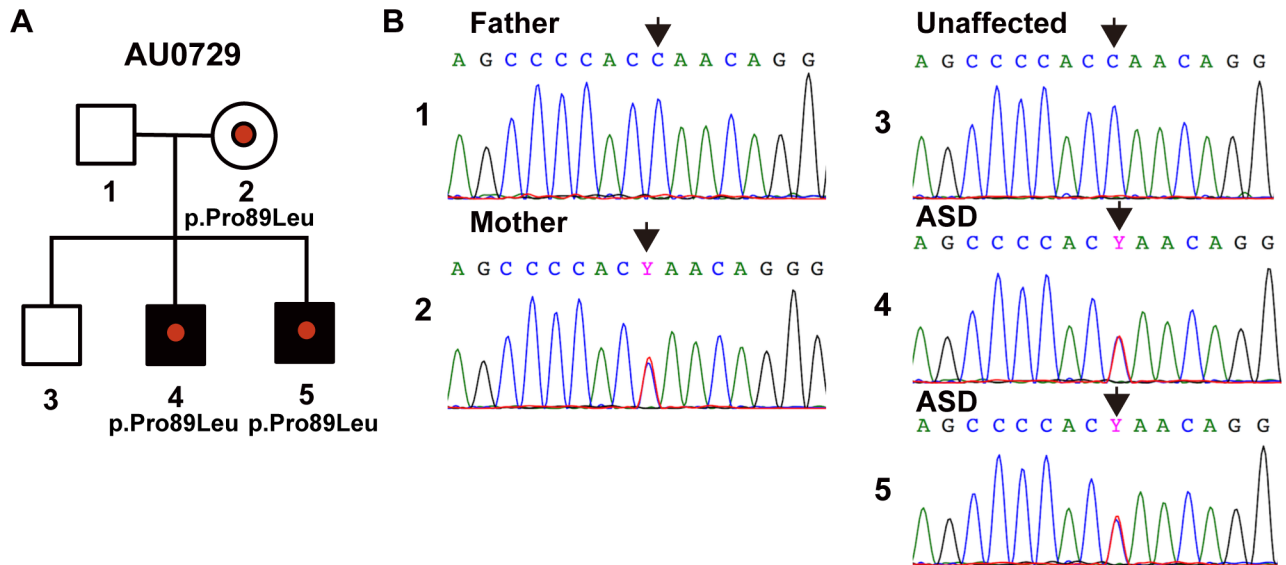 A
AU0729
1
2
p.Pro89Leu
3
4
5
p.Pro89Leu
p.Pro89Leu
B
Father
A G C C C C A C C A A C A G G
1
Mother
A G C C C C A C Y A A C A G G G
2
Unaffected
A G C C C C A C C A A C A G G
3
ASD
A G C C C C A C Y A A C A G G
4
ASD
A G C C C C A C Y A A C A G G
5